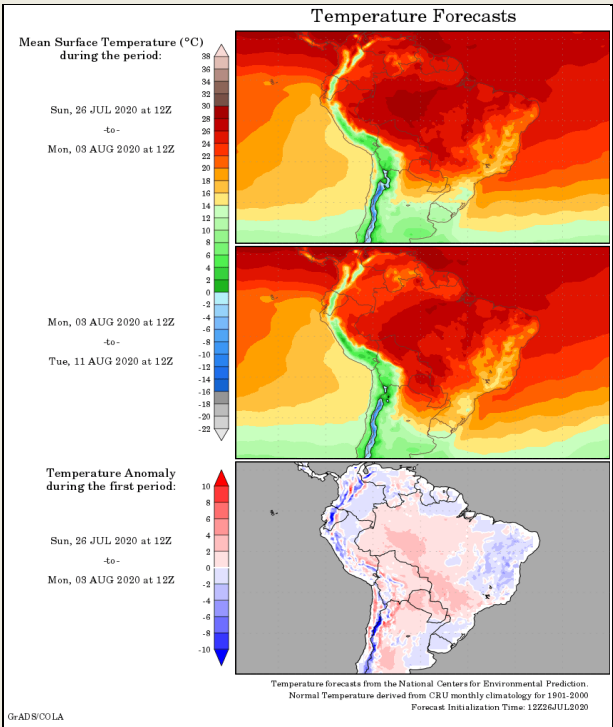 Temperature Forecasts
Mean Surface Temperature (°C)
during the period:
Sun, 26 JUL 2020 at 12Z
-to-
Mon, 03 AUG 2020 at 12Z
38
36
34
32
30
28
26
24
22
20
18
16
14
12
10
8
6
4
2
0
-2
-4
-6
-8
-10
-12
-14
-16
-18
-20
-22
Mon, 03 AUG 2020 at 12Z
-to-
Tue, 11 AUG 2020 at 12Z
Temperature Anomaly
during the first period:
Sun, 26 JUL 2020 at 12Z
-to-
Mon, 03 AUG 2020 at 12Z
10
8
6
4
2
0
-2
-4
-6
-8
-10
Temperature forecasts from the National Centers for Environmental Prediction.
Normal Temperature derived from CRU monthly climatology for 1901-2000
Forecast Initialization Time: 12Z26JUL2020
GrADS/COLA